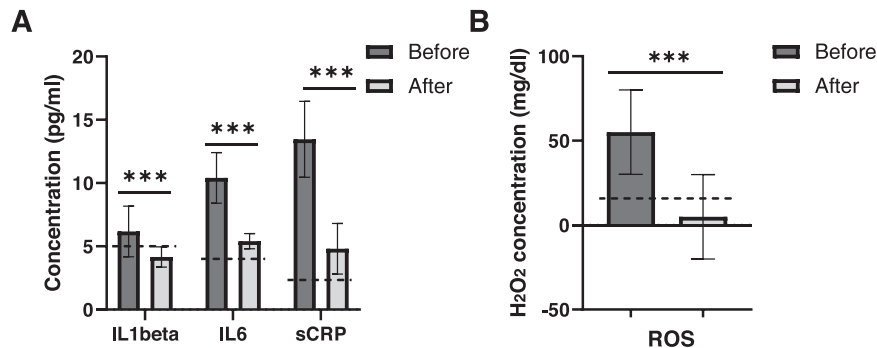 A
Before
After
Concentration (pg/ml)
20
15
10
5
0
***
***
***
IL1beta
IL6
sCRP
B
Before
After
H2O2 concentration (mg/dl)
100
50
0
-50
***
ROS